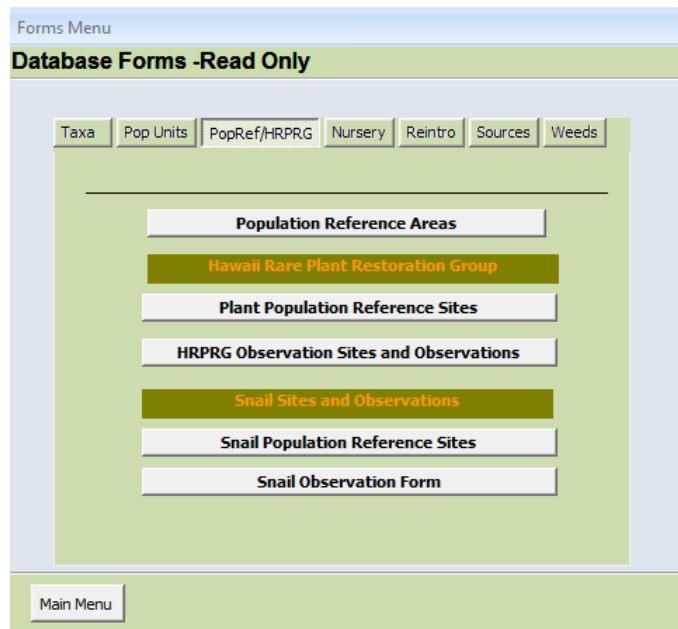 Forms Menu
Database Forms -Read Only
Taxa Pop Units PopRef/HRPRG Nursery Reintro Sources Weeds
Population Reference Areas
Hawaii Rare Plant Restoration Group
Plant Population Reference Sites
HRPRG Observation Sites and Observations
Snail Sites and Observations
Snail Population Reference Sites
Snail Observation Form
Main Menu